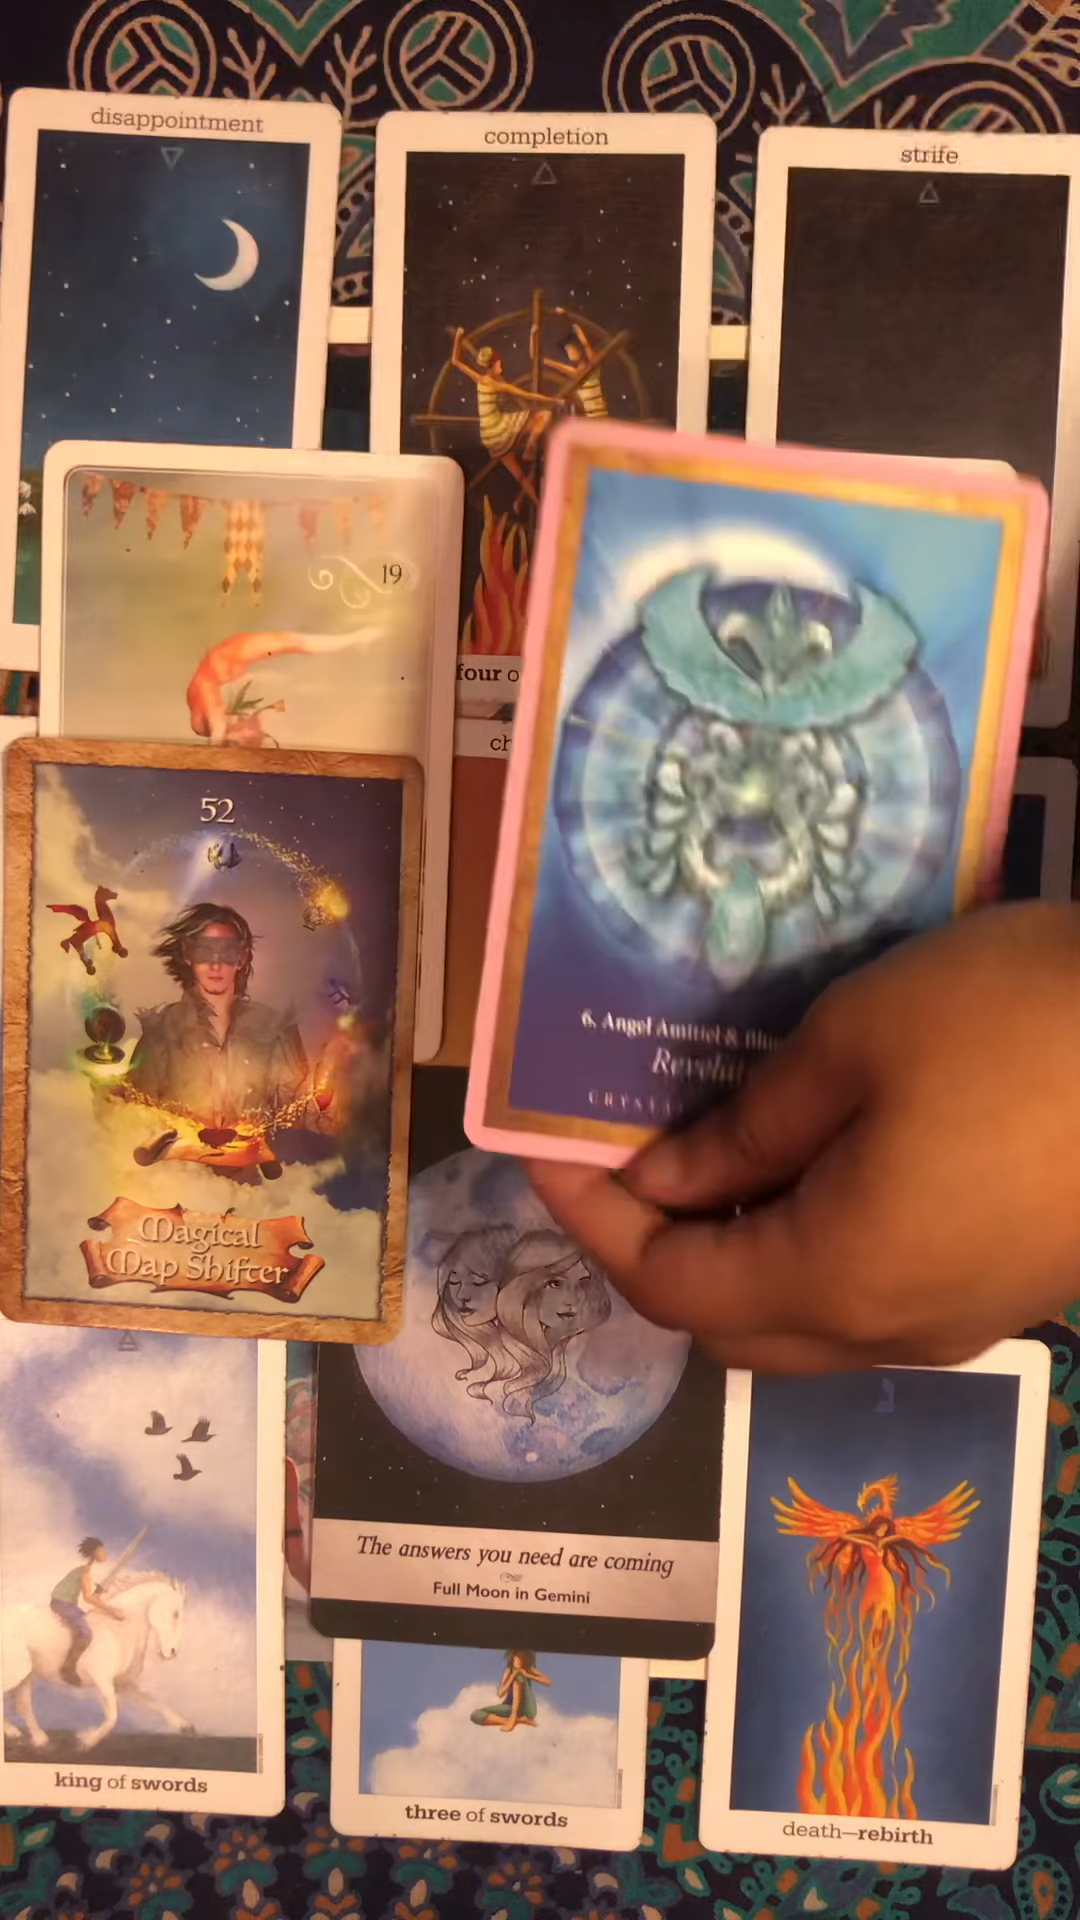 disappointment
completion
strife
19
four o
ch
52
6. Angel Amitiel &
Magical
Map Shifter
The answers you need are coming
Full Moon in Gemini
king of swords
three of swords
death—rebirth